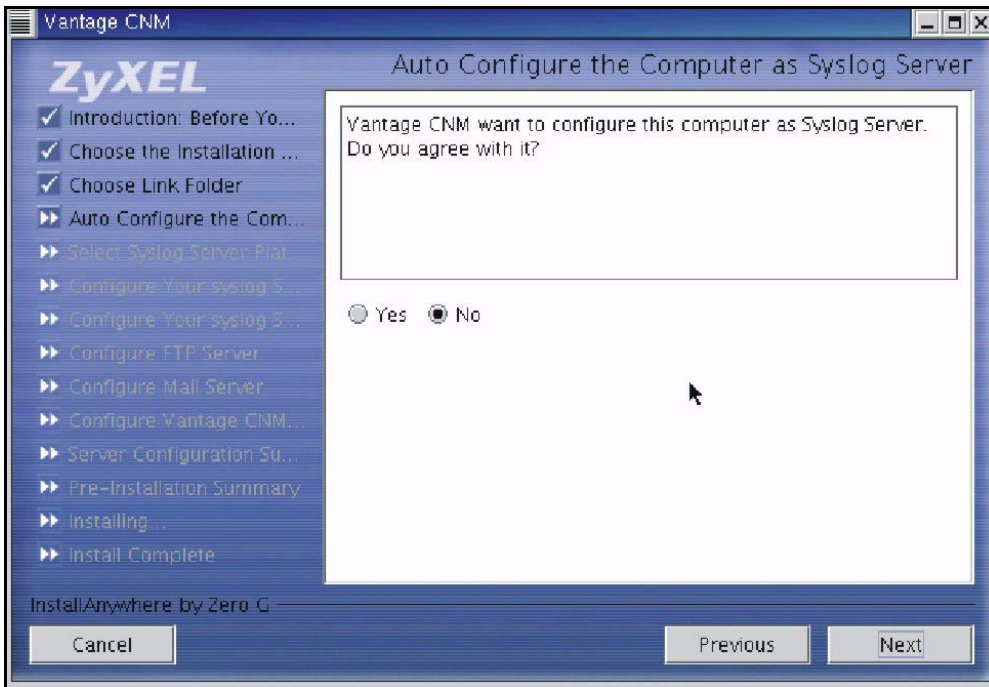 Vantage CNM
ZyXEL
Auto Configure the Computer as Syslog Server
Introduction: Before Yo...
Choose the Installation ...
Choose Link Folder
Auto Configure the Com...
Select Syslog Server Plat...
Configure Your syslog S...
Configure Your syslog S...
Configure FTP Server
Configure Mail Server
Configure Vantage CNM...
Server Configuration Su...
Pre-Installation Summary
Installing...
Install Complete
Vantage CNM want to configure this computer as Syslog Server.
Do you agree with it?
Yes No
InstallAnywhere by Zero G
Cancel Previous Next